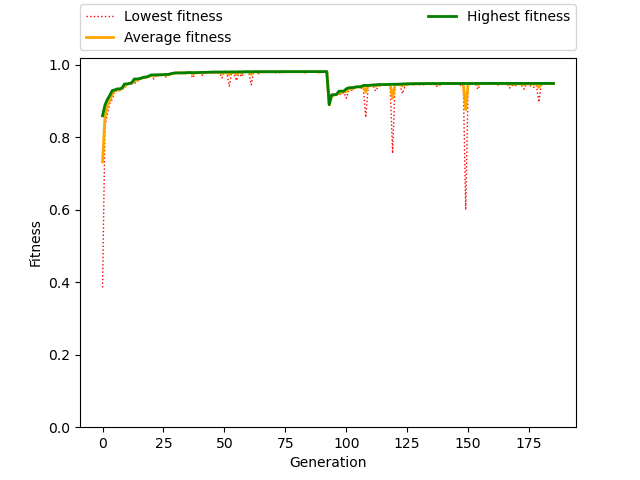 Lowest fitness
Average fitness
Highest fitness
Fitness
1.0
0.8
0.6
0.4
0.2
0.0
0 25 50 75 100 125 150 175
Generation